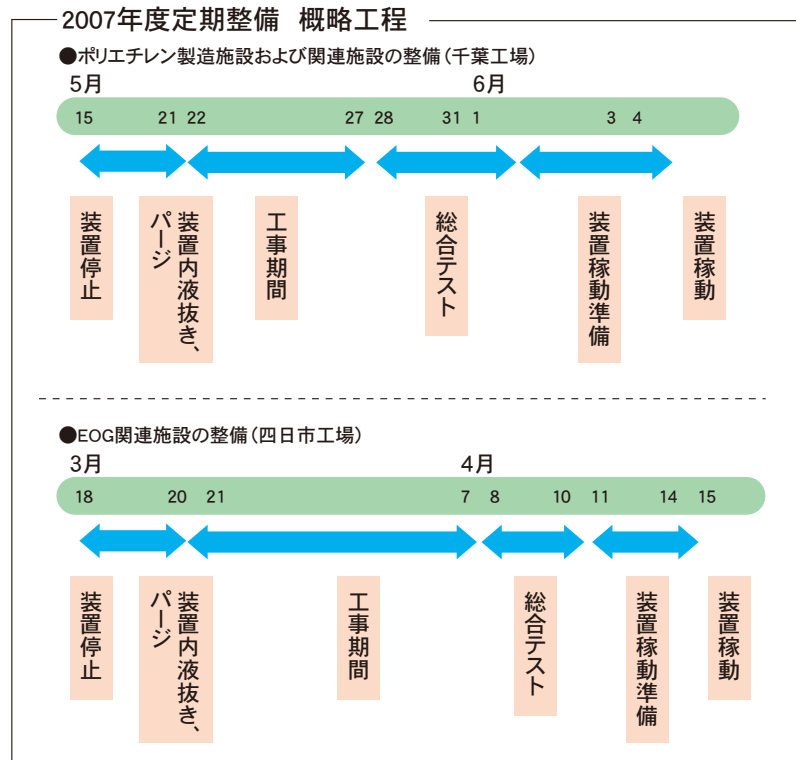 2007年度定期整備 概略工程
●ポリエチレン製造施設および関連施設の整備(千葉工場)
5月 6月
15 21 22 27 28 31 1 3 4
装置停止
装置内液抜き、
パージ
工事期間
総合テスト
装置稼動準備
装置稼動
●EOG関連施設の整備(四日市工場)
3月 4月
18 20 21 7 8 10 11 14 15
装置停止
装置内液抜き、
パージ
工事期間
総合テスト
装置稼動準備
装置稼動